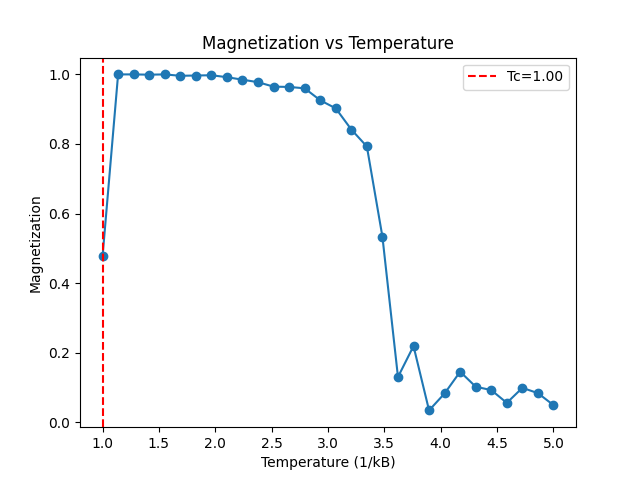 Magnetization vs Temperature
Tc=1.00
1.0
0.8
0.6
0.4
0.2
0.0
Magnetization
1.0 1.5 2.0 2.5 3.0 3.5 4.0 4.5 5.0
Temperature (1/kB)